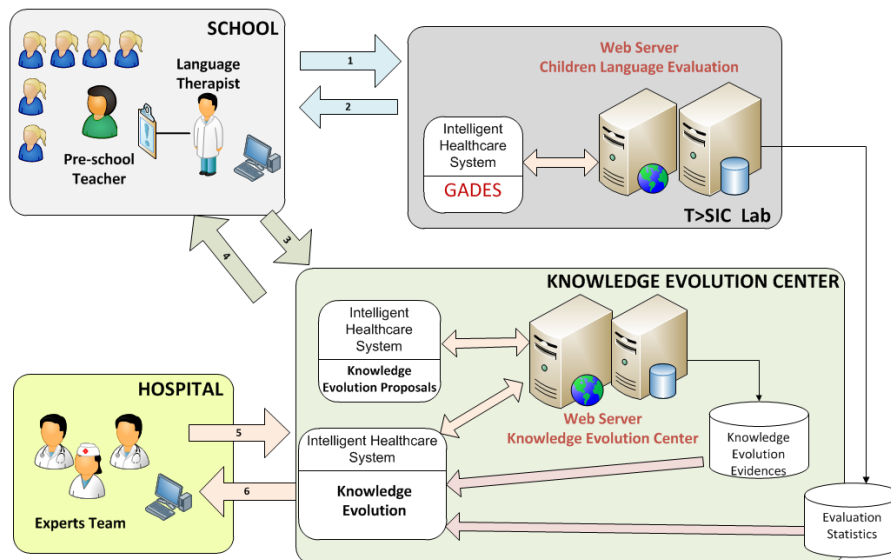 SCHOOL
Language
Therapist
Pre-school
Teacher
1
2
Web Server
Children Language Evaluation
Intelligent
Healthcare
System
GADES
T>SIC Lab
3
4
KNOWLEDGE EVOLUTION CENTER
Intelligent
Healthcare
System
Knowledge
Evolution Proposals
Web Server
Knowledge Evolution Center
HOSPITAL
Experts Team
5
6
Intelligent Healthcare
System
Knowledge
Evolution
Knowledge
Evolution
Evidences
Evaluation
Statistics